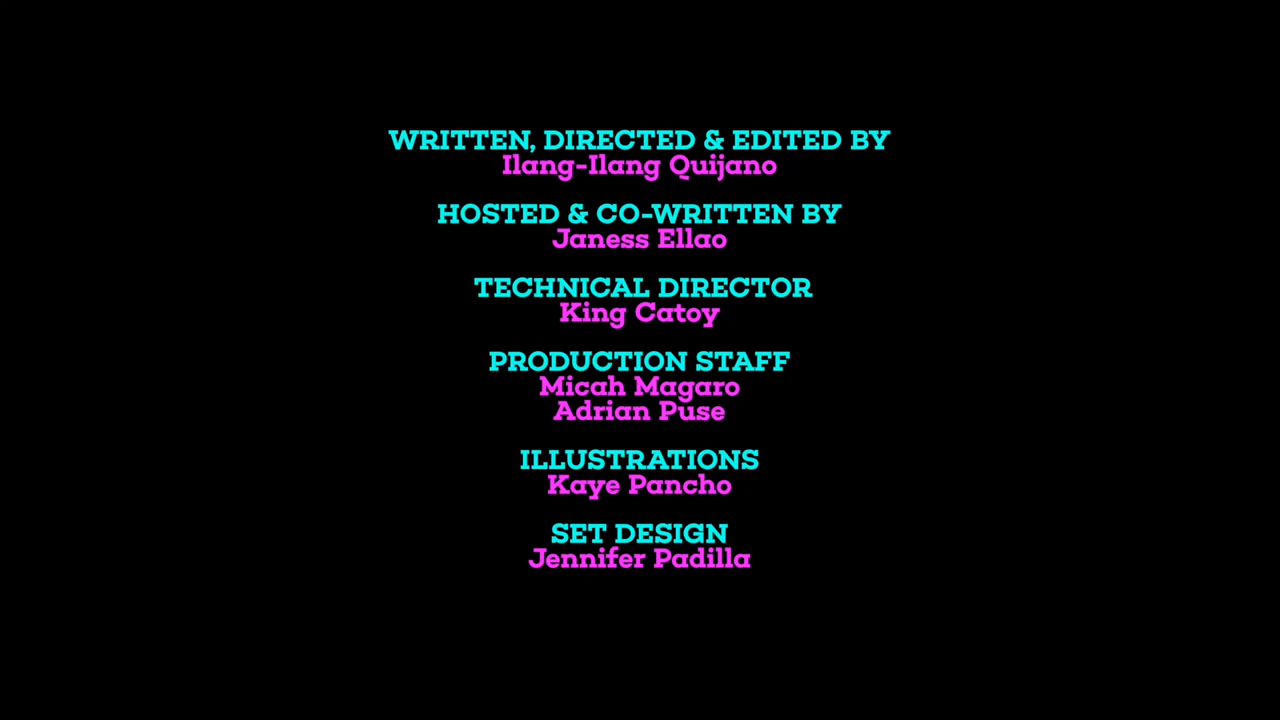 WRITTEN, DIRECTED & EDITED BY
Ilang-Ilang Quijano
HOSTED & CO-WRITTEN BY
Janess Ellao
TECHNICAL DIRECTOR
King Catoy
PRODUCTION STAFF
Micah Magaro
Adrian Puse
ILLUSTRATIONS
Kaye Pancho
SET DESIGN
Jennifer Padilla